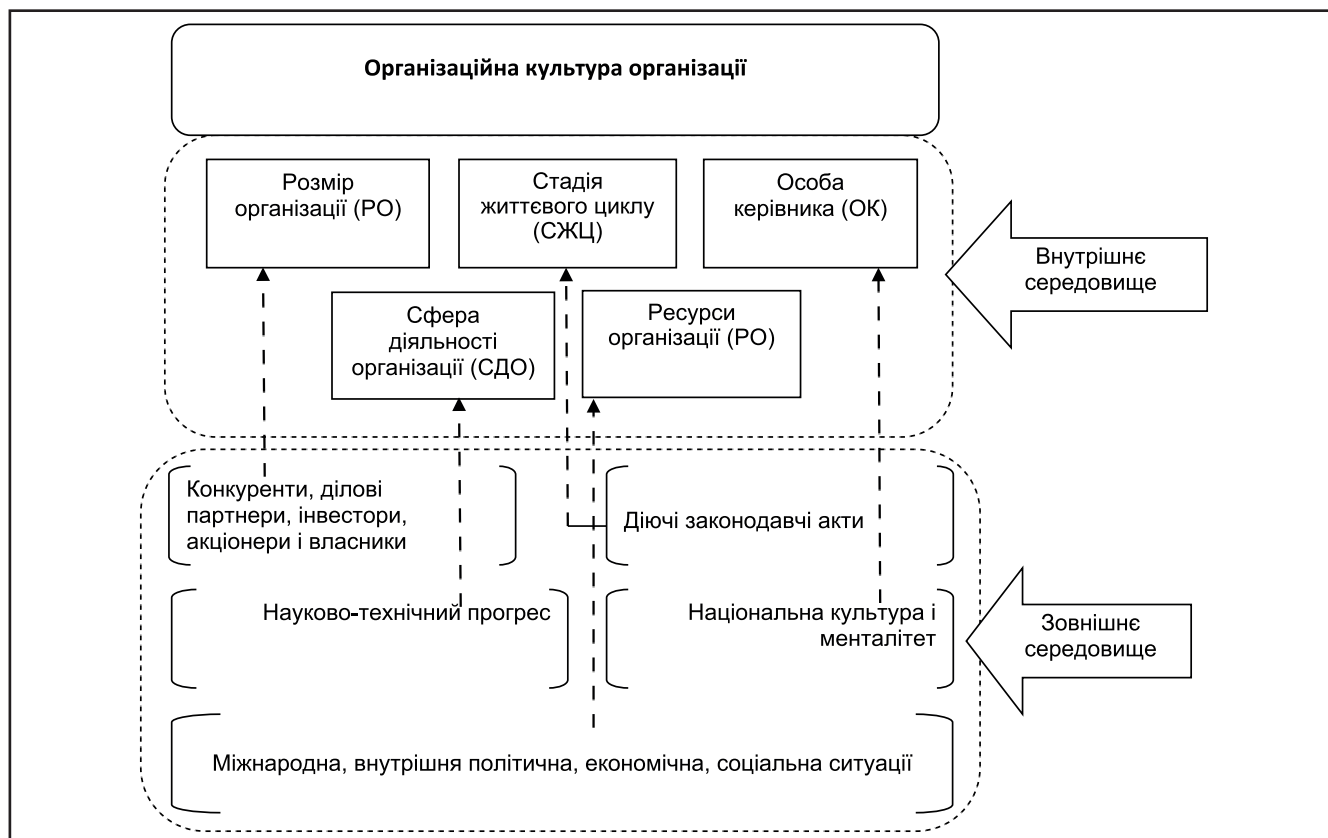 Організаційна культура організації
Розмір
організації (РО)
Стадія
життєвого циклу
(СЖЦ)
Особа
керівника (ОК)
Внутрішнє
середовище
Сфера
діяльності
організації (СДО)
Ресурси
організації (РО)
Конкуренти, ділові
партнери, інвестори,
акціонери і власники
Діючі законодавчі акти
Науково-технічний прогрес
Національна культура і
менталітет
Зовнішнє
середовище
Міжнародна, внутрішня політична, економічна, соціальна ситуації